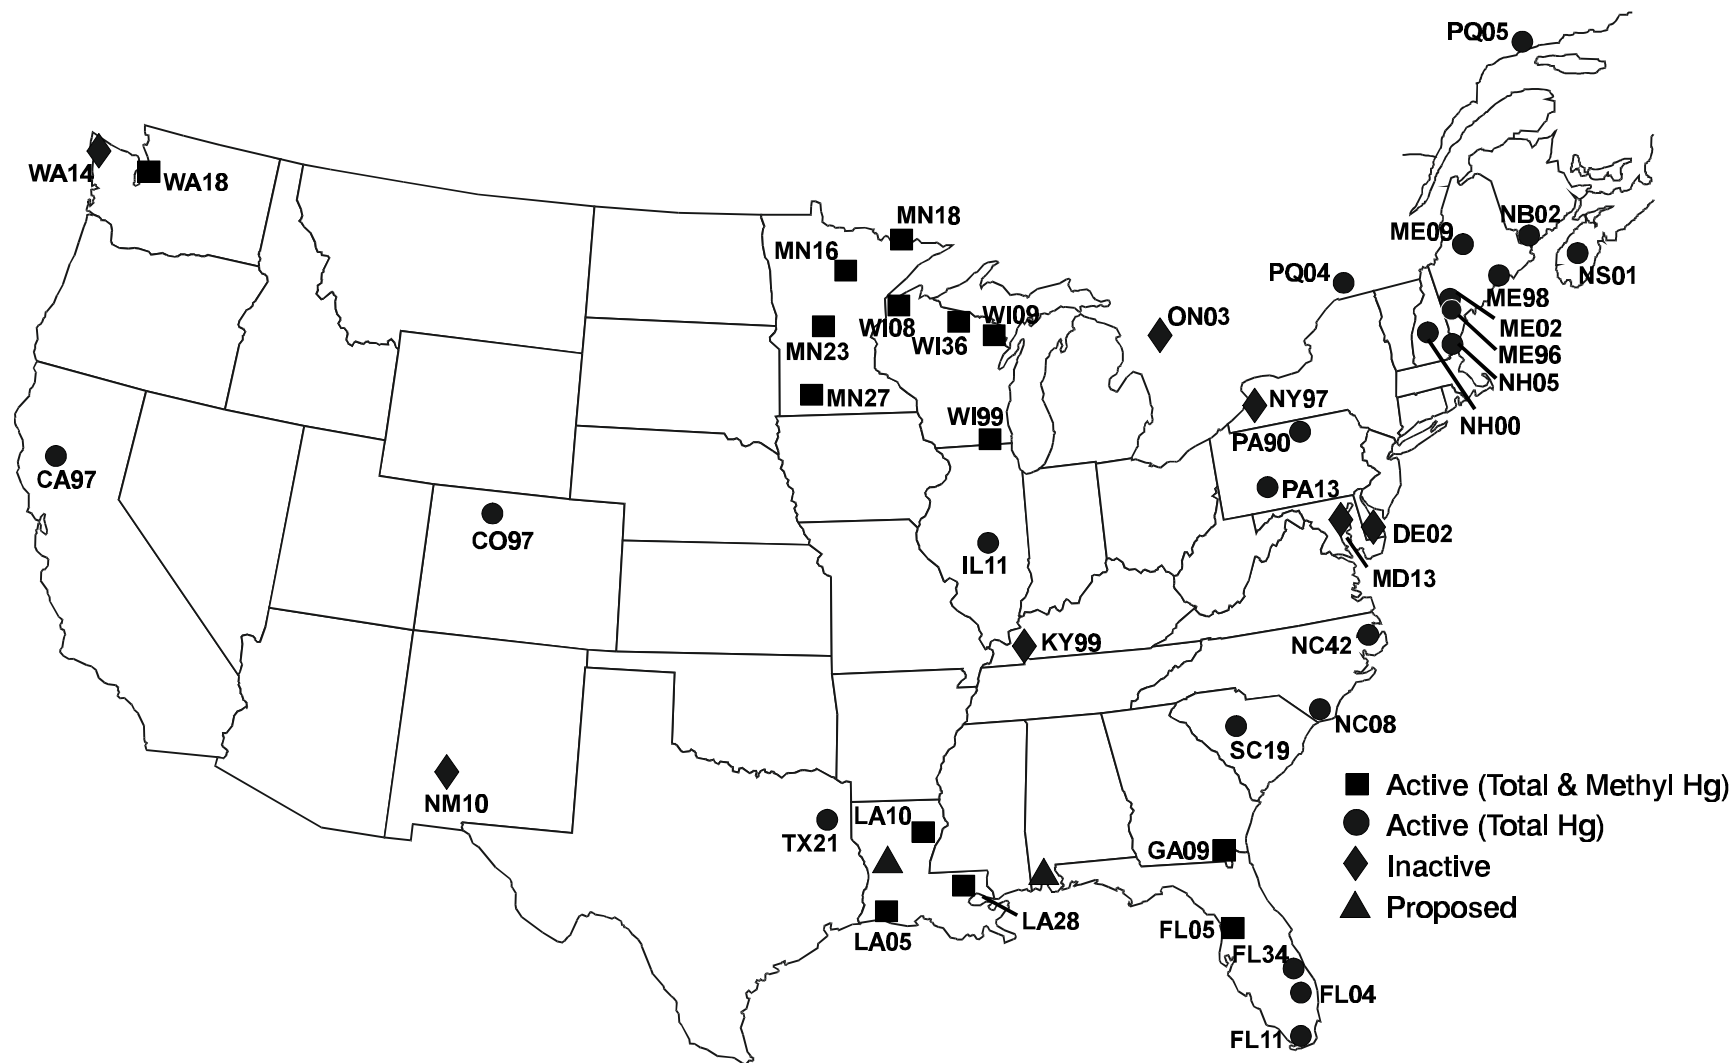 PQ05
WA14
WA18
MN18
MN16
NB02
ME09
NS01
PQ04
ME98
WI08
WI09
ON03
WI36
MN23
ME02
ME96
NH05
MN27
NY97
WI99
NH00
PA90
CA97
PA13
CO97
DE02
IL11
MD13
KY99
NC42
NC08
SC19
NM10
Active (Total & Methyl Hg)
LA10
TX21
Active (Total Hg)
GA09
Inactive
Proposed
LA28
FL05
LA05
FL34
FL04
FL11